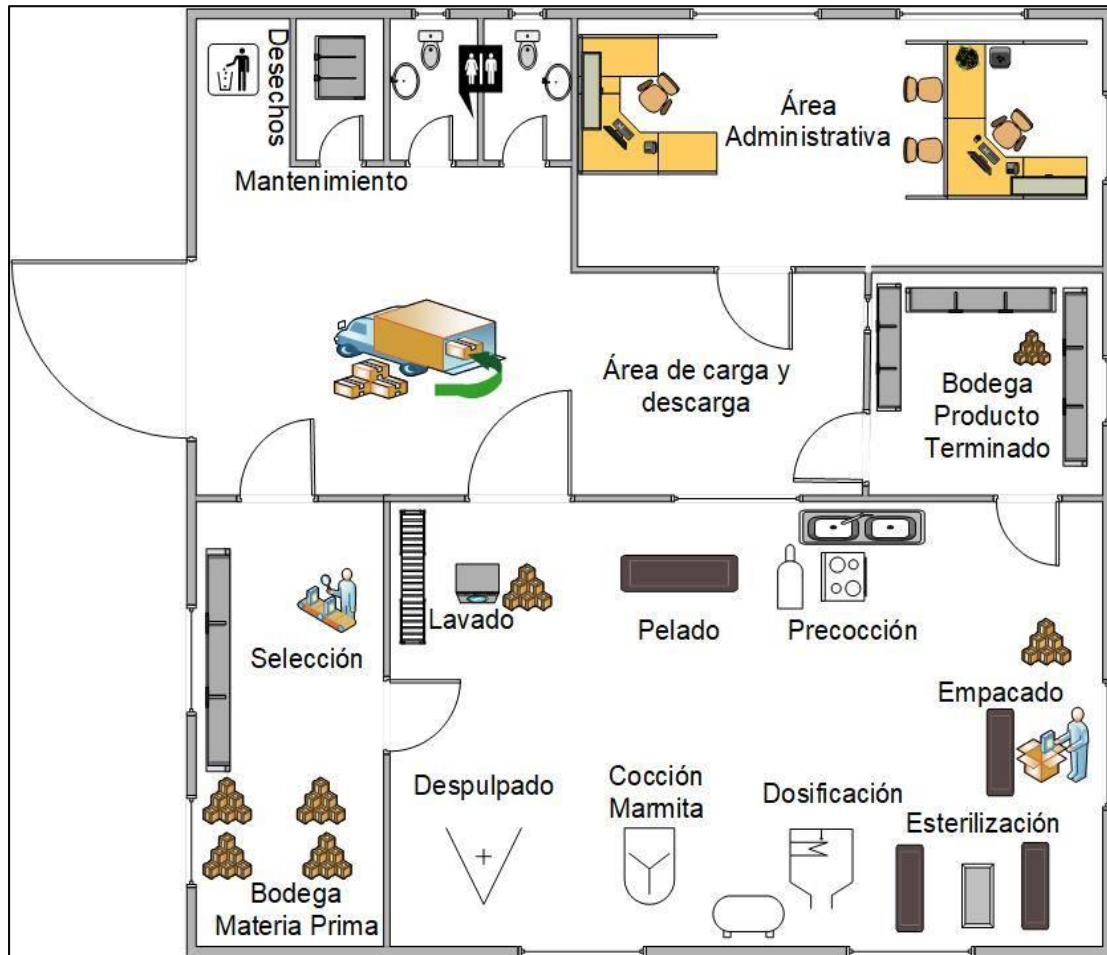 Desechos
Mantenimiento
Área
Administrativa
Área de carga y
descarga
Bodega
Producto
Terminado
Lavado
Pelado
Precocción
Selección
Empacado
Despulpado
Cocción
Marmita
Dosificación
Esterilización
Bodega
Materia Prima